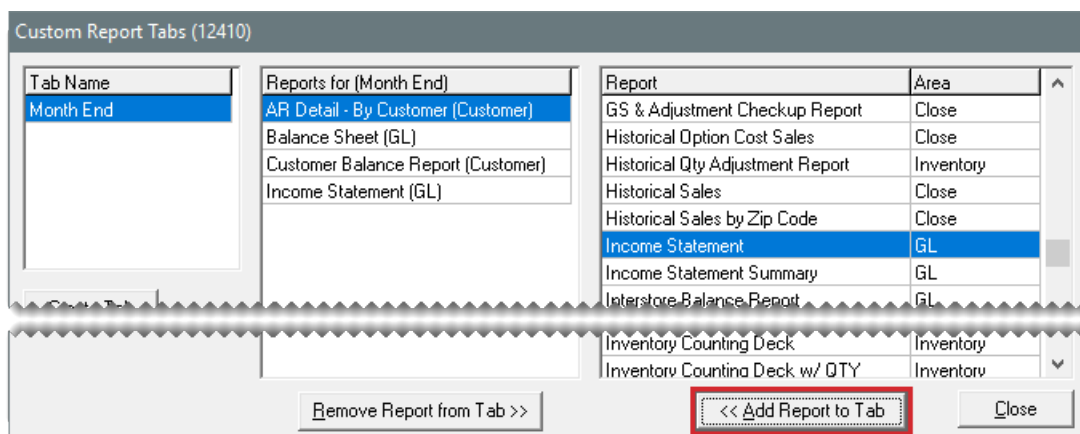 Custom Report Tabs (12410)
Tab Name
Month End
Reports for (Month End)
AR Detail - By Customer (Customer)
Balance Sheet (GL)
Customer Balance Report (Customer)
Income Statement (GL)
Report Area
GS & Adjustment Checkup Report Close
Historical Option Cost Sales Close
Historical Qty Adjustment Report Inventory
Historical Sales Close
Historical Sales by Zip Code Close
Income Statement GL
Income Statement Summary GL
Interstore Balance Report GL
Inventory Counting Deck Inventory
Inventory Counting Deck w/ QTY Inventory
Remove Report from Tab >>
<< Add Report to Tab
Close